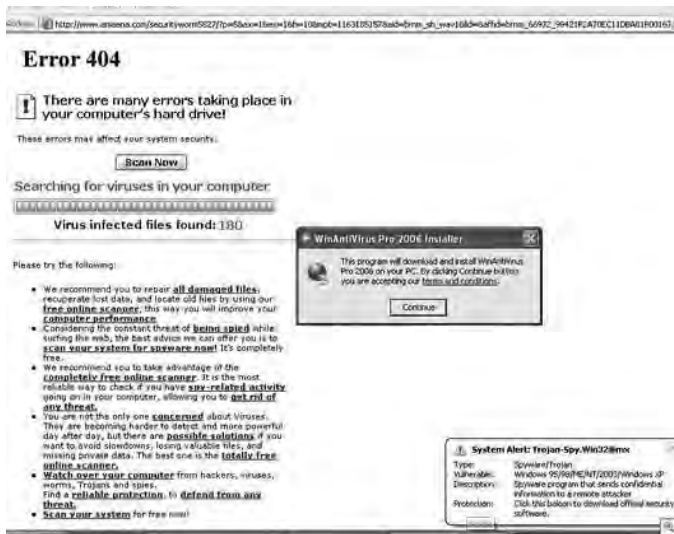 Error 404
There are many errors taking place in
your computer's hard drive!
These errors may affect your system security.
Scan Now
Searching for viruses in your computer
Virus infected files found: 180
Please try the following:
We recommend you to repair all damaged files,
recuperate lost data, and locate old files by using our
free online scanner, this way you will improve your
computer performance
Considering the constant threat of being spied while
surfing the web, the best advice we can offer you is to
scan your system for spyware now! It's completely
free.
We recommend you to take advantage of the
completely free online scanner. It is the most
reliable way to check if you have spy-related activity
going on in your computer, allowing you to get rid of
any threat.
You are not the only one concerned about Viruses.
They are becoming harder to detect and more powerful
day after day, but there are possible solutions if you
want to avoid slowdowns, losing valuable files, and
missing private data. The best one is the totally free
online scanner.
Watch over your computer from hackers, viruses,
worms, Trojans and spies.
Find a reliable protection, to defend from any
threat.
Scan your system for free now!
WinAntiVirus Pro 2006 Installer
This program will download and install WinAntiVirus
Pro 2006 on your PC. By clicking Continue button
you are accepting our terms and conditions.
Continue
System Alert: Trojan-Spy.Win32@mx
Type: Spyware/Trojan
Vulnerable: Windows 95/98/ME/NT/2003/Windows XP
Description: Spyware program that sends confidential
information to a remote attacker
Protection: Click this baloon to download official security
software.